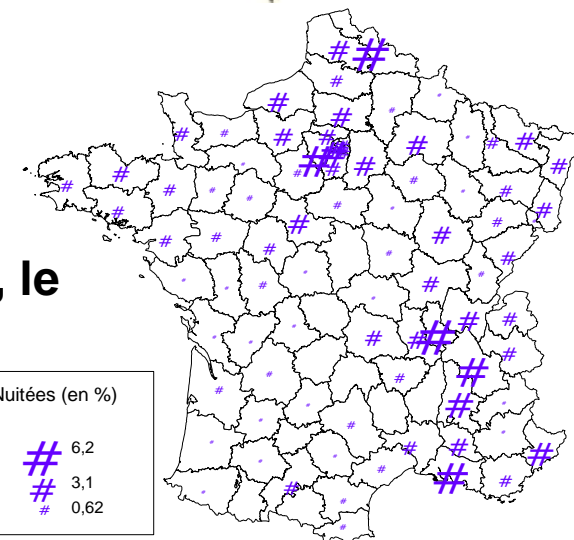 , le
Nuitées (en %)
# 6,2
# 3,1
# 0,62